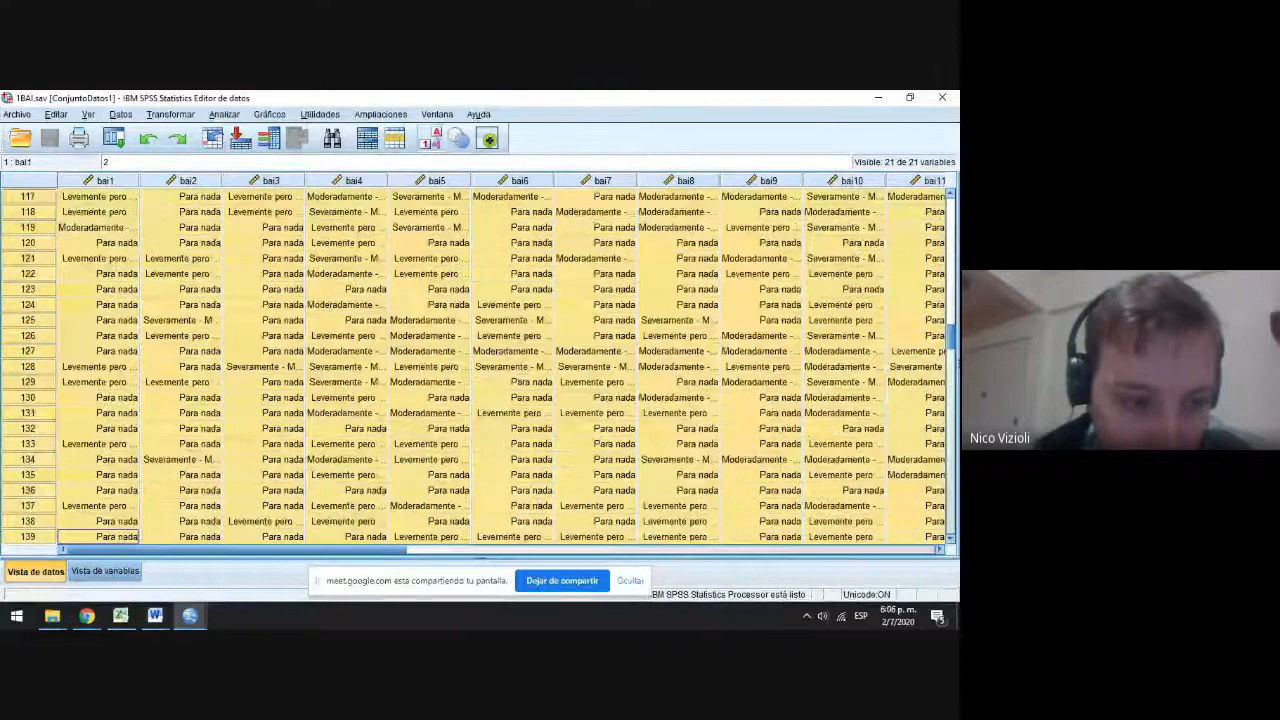 1BAI.sav [ConjuntoDatos1] - IBM SPSS Statistics Editor de datos
Archivo Editar Ver Datos Transformar Analizar Gráficos Utilidades Ampliaciones Ventana Ayuda
1 : bai1 2 Visible: 21 de 21 variables
bai1 bai2 bai3 bai4 bai5 bai6 bai7 bai8 bai9 bai10 bai11
117 Levemente pero ... Para nada Levemente pero ... Moderadamente -... Severamente - M... Moderadamente -... Para nada Moderadamente -... Moderadamente -... Severamente - M... Moderadamen
118 Levemente pero Para nada Levemente pero ... Severamente - M... Levemente pero ... Para nada Moderadamente -... Moderadamente -... Para nada Moderadamente -... Para
119 Moderadamente -... Para nada Para nada Levemente pero ... Severamente - M... Para nada Para nada Moderadamente -... Levemente pero ... Severamente - M... Para
120 Para nada Para nada Para nada Levemente pero ... Para nada Para nada Para nada Para nada Para nada Para nada Para
121 Levemente pero ... Levemente pero ... Para nada Severamente - M... Levemente pero ... Para nada Moderadamente -... Para nada Moderadamente -... Severamente - M... Para
122 Para nada Levemente pero ... Para nada Moderadamente -... Levemente pero ... Para nada Para nada Para nada Levemente pero ... Levemente pero ... Para
123 Para nada Para nada Para nada Para nada Para nada Para nada Para nada Para nada Para nada Para nada Para
124 Para nada Para nada Para nada Moderadamente -... Para nada Levemente pero ... Para nada Para nada Para nada Levemente pero ... Para
125 Para nada Severamente - M... Para nada Para nada Moderadamente -... Severamente - M... Para nada Severamente - M... Para nada Levemente pero ... Para
126 Para nada Levemente pero ... Para nada Levemente pero ... Moderadamente -... Para nada Para nada Levemente pero ... Moderadamente -... Severamente - M... Para
127 Para nada Para nada Para nada Moderadamente -... Moderadamente -... Moderadamente -... Moderadamente -... Moderadamente -... Moderadamente -... Moderadamente -... Levemente pe
128 Levemente pero ... Para nada Severamente - M... Severamente - M... Levemente pero ... Severamente - M... Severamente - M... Moderadamente -... Levemente pero ... Moderadamente -... Severamente
129 Levemente pero ... Levemente pero ... Para nada Severamente - M... Moderadamente -... Para nada Levemente pero ... Moderadamente -... Para nada Severamente - M... Moderadamen
130 Para nada Para nada Para nada Levemente pero ... Para nada Para nada Para nada Moderadamente -... Para nada Levemente pero ... Para
131 Para nada Para nada Para nada Moderadamente -... Moderadamente -... Levemente pero ... Levemente pero ... Levemente pero ... Para nada Moderadamente -... Para
132 Para nada Para nada Para nada Para nada Para nada Para nada Para nada Para nada Para nada Para nada Para
133 Levemente pero ... Para nada Para nada Levemente pero ... Levemente pero ... Para nada Para nada Para nada Para nada Levemente pero ... Para
134 Para nada Severamente - M... Para nada Moderadamente -... Levemente pero ... Para nada Para nada Severamente - M... Moderadamente -... Moderadamente -... Moderadamen
135 Para nada Para nada Para nada Levemente pero ... Para nada Para nada Para nada Para nada Para nada Levemente pero ... Moderadamen
136 Para nada Para nada Para nada Para nada Para nada Para nada Para nada Para nada Para nada Para nada Para
137 Levemente pero ... Para nada Para nada Levemente pero ... Moderadamente -... Para nada Levemente pero ... Levemente pero ... Para nada Moderadamente -... Para
138 Para nada Para nada Levemente pero ... Levemente pero Para nada Para nada Para nada Levemente pero ... Para nada Levemente pero ... Para
139 Para nada Para nada Para nada Para nada Levemente pero ... Levemente pero ... Levemente pero ... Levemente pero ... Para nada Levemente pero ... Para
Vista de datos Vista de variables
meet.google.com está compartiendo tu pantalla. Dejar de compartir Ocultar
IBM SPSS Statistics Processor está listo Unicode:ON
ESP 6:06 p. m.
2/7/2020
5
Nico Vizioli